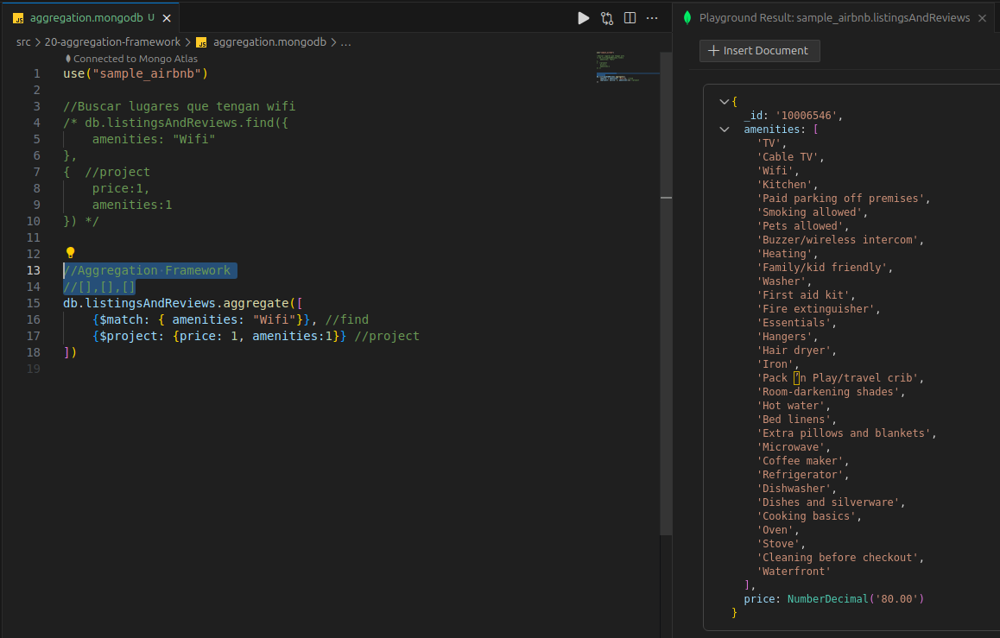 JS aggregation.mongodb U
src > 20-aggregation-framework > JS aggregation.mongodb > ...
Connected to Mongo Atlas
1 use("sample_airbnb")
2
3 //Buscar lugares que tengan wifi
4 /* db.listingsAndReviews.find({
5     amenities: "Wifi"
6 },
7 {  //project
8     price:1,
9     amenities:1
10 }) */
11
12
13 //Aggregation Framework
14 //[],[],[]
15 db.listingsAndReviews.aggregate([
16     {$match: { amenities: "Wifi"}}, //find
17     {$project: {price: 1, amenities:1}} //project
18 ])
19
Playground Result: sample_airbnb.listingsAndReviews
+ Insert Document
{
_id: '10006546',
amenities: [
'TV',
'Cable TV',
'Wifi',
'Kitchen',
'Paid parking off premises',
'Smoking allowed',
'Pets allowed',
'Buzzer/wireless intercom',
'Heating',
'Family/kid friendly',
'Washer',
'First aid kit',
'Fire extinguisher',
'Essentials',
'Hangers',
'Hair dryer',
'Iron',
'Pack ’n Play/travel crib',
'Room-darkening shades',
'Hot water',
'Bed linens',
'Extra pillows and blankets',
'Microwave',
'Coffee maker',
'Refrigerator',
'Dishwasher',
'Dishes and silverware',
'Cooking basics',
'Oven',
'Stove',
'Cleaning before checkout',
'Waterfront'
],
price: NumberDecimal('80.00')
}